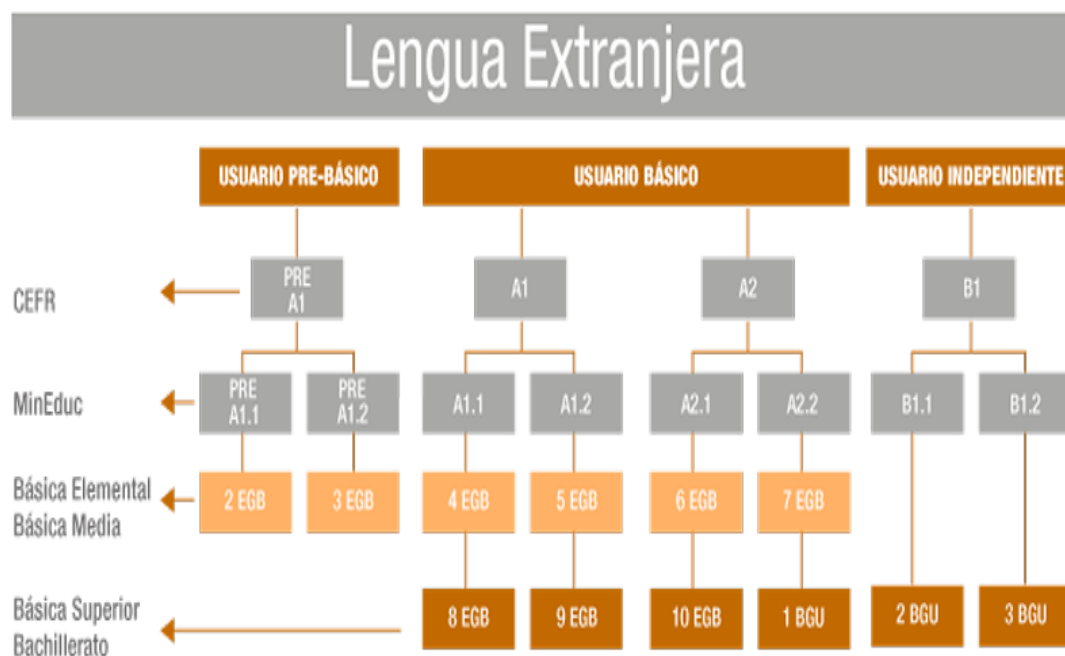 Lengua Extranjera
USUARIO PRE-BÁSICO
USUARIO BÁSICO
USUARIO INDEPENDIENTE
CEFR
PRE
A1
A1
A2
B1
MinEduc
PRE
A1.1
PRE
A1.2
A1.1
A1.2
A2.1
A2.2
B1.1
B1.2
Básica Elemental
Básica Media
2 EGB
3 EGB
4 EGB
5 EGB
6 EGB
7 EGB
Básica Superior
Bachillerato
8 EGB
9 EGB
10 EGB
1 BGU
2 BGU
3 BGU